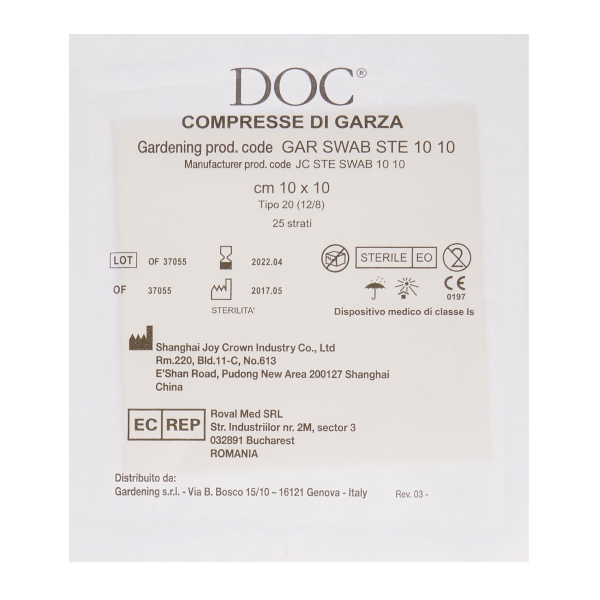 DOC®
COMPRESSE DI GARZA
Gardening prod. code GAR SWAB STE 10 10
Manufacturer prod. code JC STE SWAB 10 10
cm 10 x 10
Tipo 20 (12/8)
25 strati
LOT OF 37055 2022.04 STERILE EO 2
OF 37055 2017.05 CE 0197
STERILITA'
Dispositivo medico di classe Is
Shanghai Joy Crown Industry Co., Ltd
Rm.220, Bld.11-C, No.613
E'Shan Road, Pudong New Area 200127 Shanghai
China
EC REP
Roval Med SRL
Str. Industriilor nr. 2M, sector 3
032891 Bucharest
ROMANIA
Distribuito da:
Gardening s.r.i. - Via B. Bosco 15/10 – 16121 Genova - Italy
Rev. 03 -